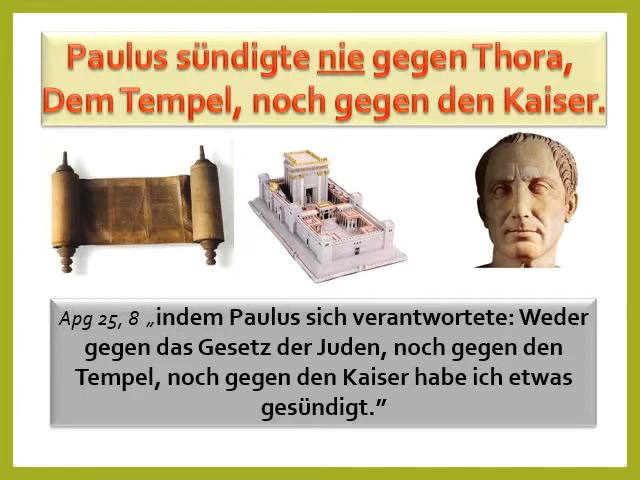 Paulus sündigte nie gegen Thora,
Dem Tempel, noch gegen den Kaiser.
Apg 25, 8 „indem Paulus sich verantwortete: Weder
gegen das Gesetz der Juden, noch gegen den
Tempel, noch gegen den Kaiser habe ich etwas
gesündigt.”